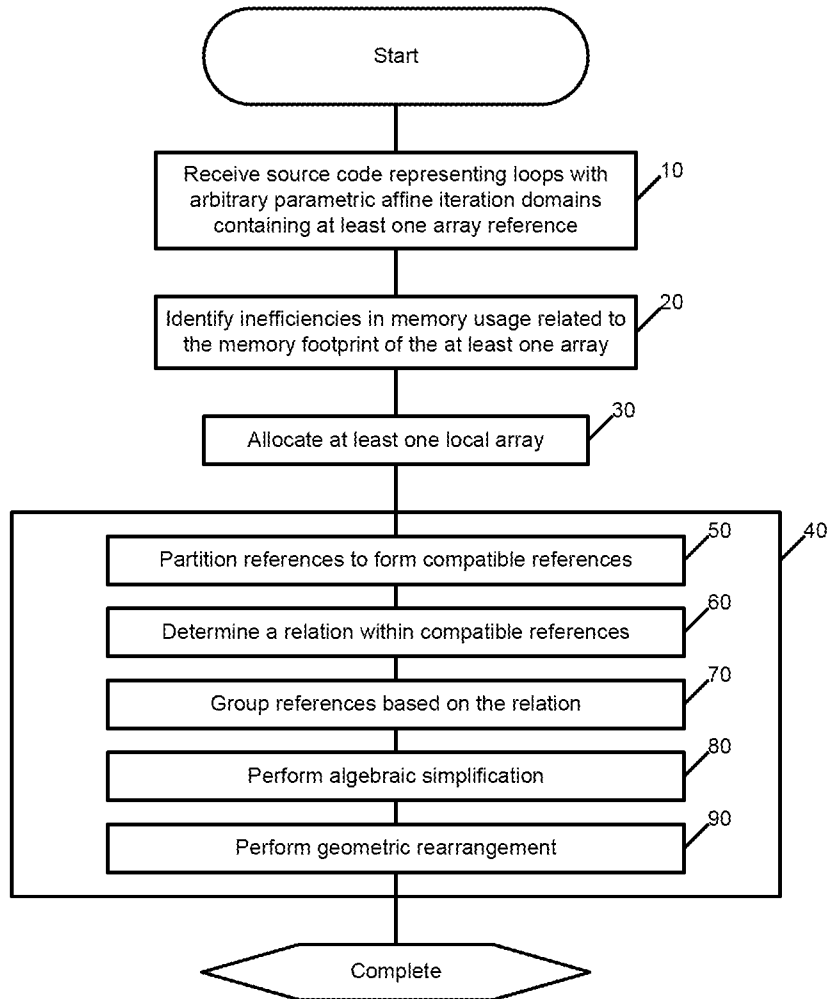 Start
Receive source code representing loops with
10
arbitrary parametric affine iteration domains
containing at least one array reference
Identify inefficiencies in memory usage related to
20
the memory footprint of the at least one array
Allocate at least one local array
30
40
Partition references to form compatible references
50
Determine a relation within compatible references
60
Group references based on the relation
70
Perform algebraic simplification
80
Perform geometric rearrangement
90
Complete